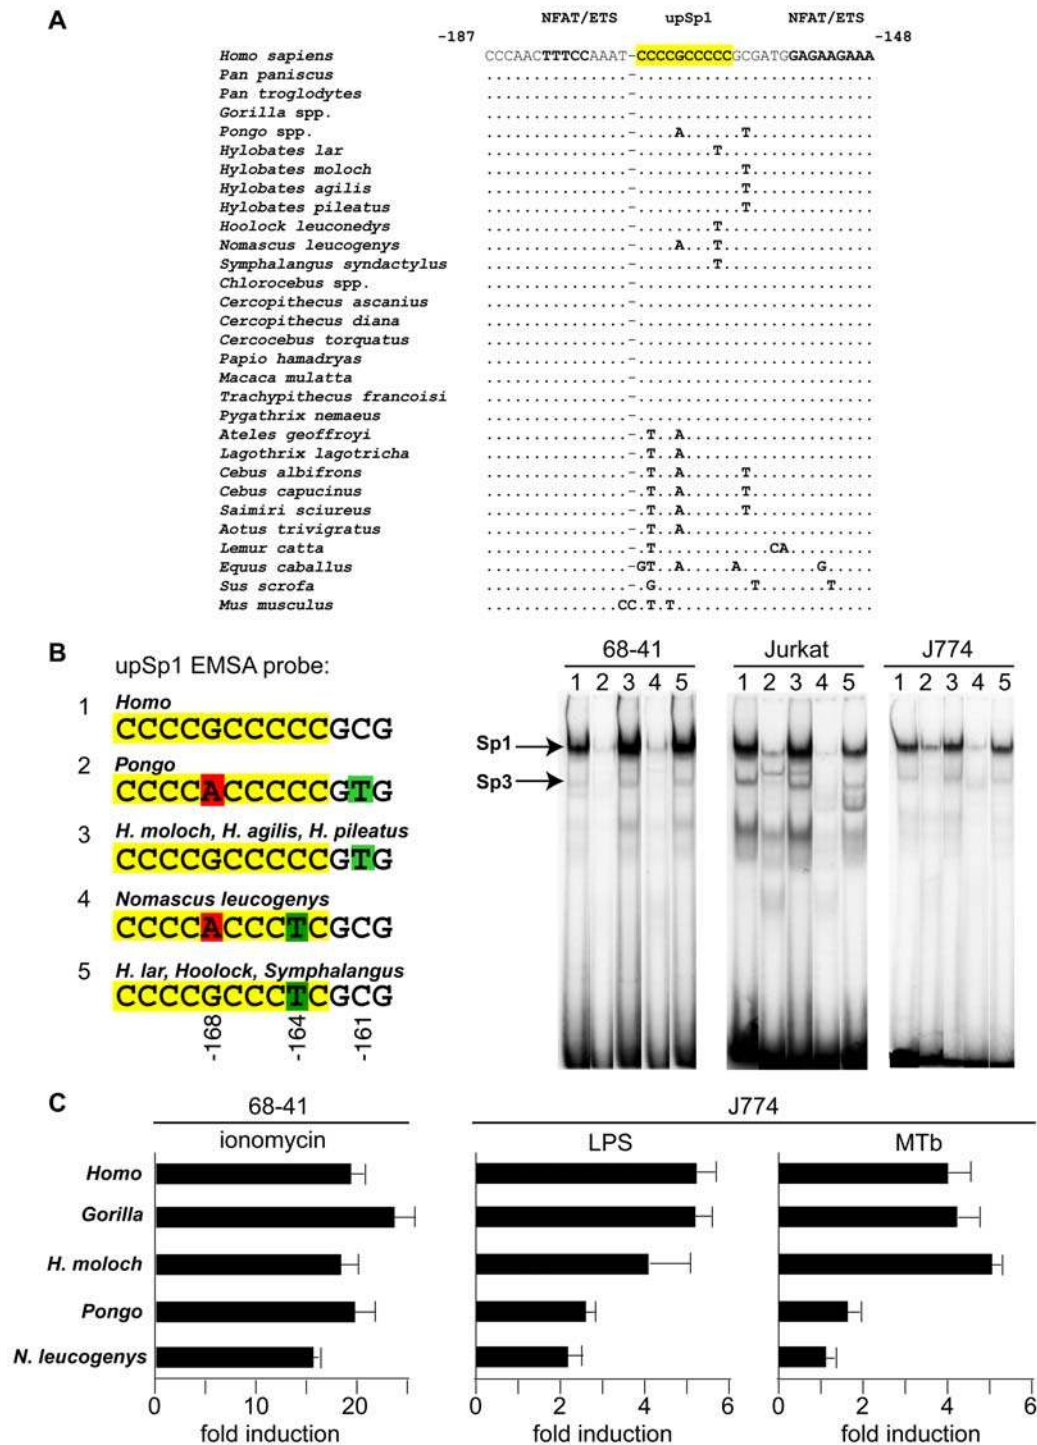 A
NFAT/ETS upSp1 NFAT/ETS
-187 -148
Homo sapiens CCCAACTTTCCAAAT-CCCCGCCCCCGCGATGGAGAAGAAA
Pan paniscus ...............-.........................
Pan troglodytes ...............-.........................
Gorilla spp. ...............-.........................
Pongo spp. ...............-....A......T.............
Hylobates lar ...............-........T................
Hylobates moloch ...............-...........T.............
Hylobates agilis ...............-...........T.............
Hylobates pileatus ...............-...........T.............
Hoolock leuconedys ...............-........T................
Nomascus leucogenys ...............-....A...T................
Symphalangus syndactylus ...............-........T................
Chlorocebus spp. ...............-.........................
Cercopithecus ascanius ...............-.........................
Cercopithecus diana ...............-.........................
Cercocebus torquatus ...............-.........................
Papio hamadryas ...............-.........................
Macaca mulatta ...............-.........................
Trachypithecus francoisi ...............-.........................
Pygathrix nemaeus ...............-.........................
Ateles geoffroyi ...............-.T..A....................
Lagothrix lagotricha ...............-.T..A....................
Cebus albifrons ...............-.T..A......T.............
Cebus capucinus ...............-.T..A......T.............
Saimiri sciureus ...............-.T..A......T.............
Aotus trivigratus ...............-.T..A....................
Lemur catta ...............-.T............CA.........
Equus caballus ...............-GT..A.....A........G.....
Sus scrofa ...............-.G..........T.......T....
Mus musculus ..............CC.T.T.....................
B
upSp1 EMSA probe:
1 Homo
CCCCGCCCCCGCG
2 Pongo
CCCCACCCCCGTG
3 H. moloch, H. agilis, H. pileatus
CCCCGCCCCCGTG
4 Nomascus leucogenys
CCCCACCCTCGCG
5 H. lar, Hoolock, Symphalangus
CCCCGCCCTCGCG
-168 -164 -161
68-41 Jurkat J774
1 2 3 4 5 1 2 3 4 5 1 2 3 4 5
Sp1
Sp3
C
68-41 J774
ionomycin LPS MTb
Homo
Gorilla
H. moloch
Pongo
N. leucogenys
0 10 20 0 2 4 6 0 2 4 6
fold induction fold induction fold induction